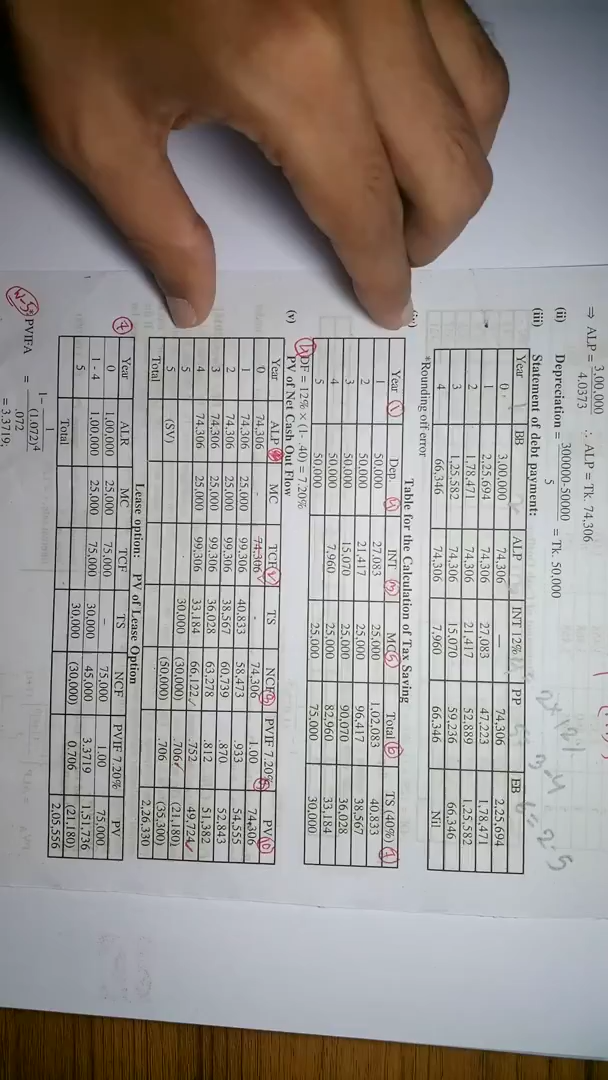 ⇒ ALP = 3,00,000 / 4.0373 ∴ ALP = Tk. 74,306
(ii) Depreciation = 300000-50000 / 5 = Tk. 50,000
(iii) Statement of debt payment:
Year BB ALP INT 12% PP EB
0 3,00,000 74,306 — 74,306 2,25,694
1 2,25,694 74,306 27,083 47,223 1,78,471
2 1,78,471 74,306 21,417 52,889 1,25,582
3 1,25,582 74,306 15,070 59,236 66,346
4 66,346 74,306 7,960 66,346 Nil
*Rounding off error
Table for the Calculation of Tax Saving
Year Dep. INT MC Total TS (40%)
1 50,000 27,083 25,000 1,02,083 40,833
2 50,000 21,417 25,000 96,417 38,567
3 50,000 15,070 25,000 90,070 36,028
4 50,000 7,960 25,000 82,960 33,184
5 50,000 25,000 75,000 30,000
(v) DF = 12% × (1- .40) = 7.20%
PV of Net Cash Out Flow
Year ALP MC TCF TS NCF PVIF 7.20% PV
0 74,306 - 74,306 74,306 1.00 74,306
1 74,306 25,000 99,306 40,833 58,473 .933 54,555
2 74,306 25,000 99,306 38,567 60,739 .870 52,843
3 74,306 25,000 99,306 36,028 63,278 .812 51,382
4 74,306 25,000 99,306 33,184 66,122 .752 49,724
5 30,000 (30,000) .706 (21,180)
5 (SV) (50,000) .706 (35,300)
Total 2,26,330
Lease option: PV of Lease Option
Year ALR MC TCF TS NCF PVIF 7.20% PV
0 1,00,000 25,000 75,000 – 75,000 1.00 75,000
1 - 4 1,00,000 25,000 75,000 30,000 45,000 3.3719 1,51,736
5 30,000 (30,000) 0.706 (21,180)
Total 2,05,556
PVIFA = 1- 1 / (1.072)4 / .072
= 3.3719;